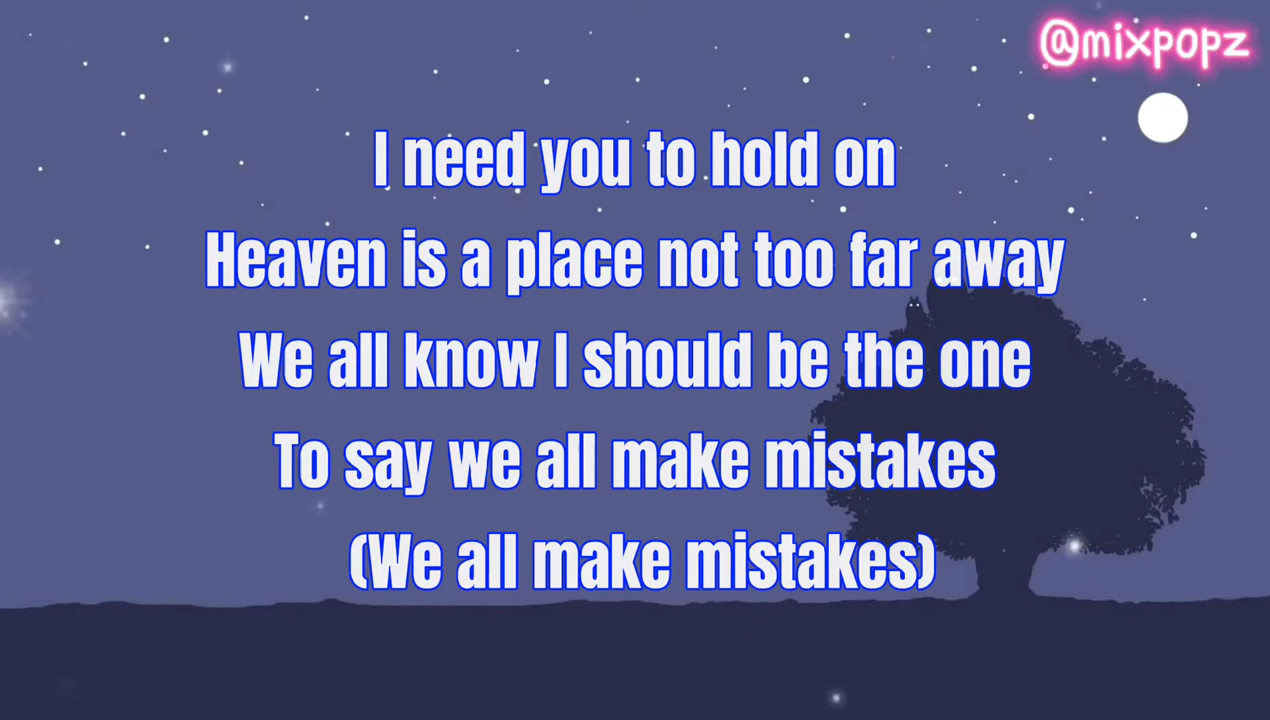 @mixpopz
I need you to hold on
Heaven is a place not too far away
We all know I should be the one
To say we all make mistakes
(We all make mistakes)